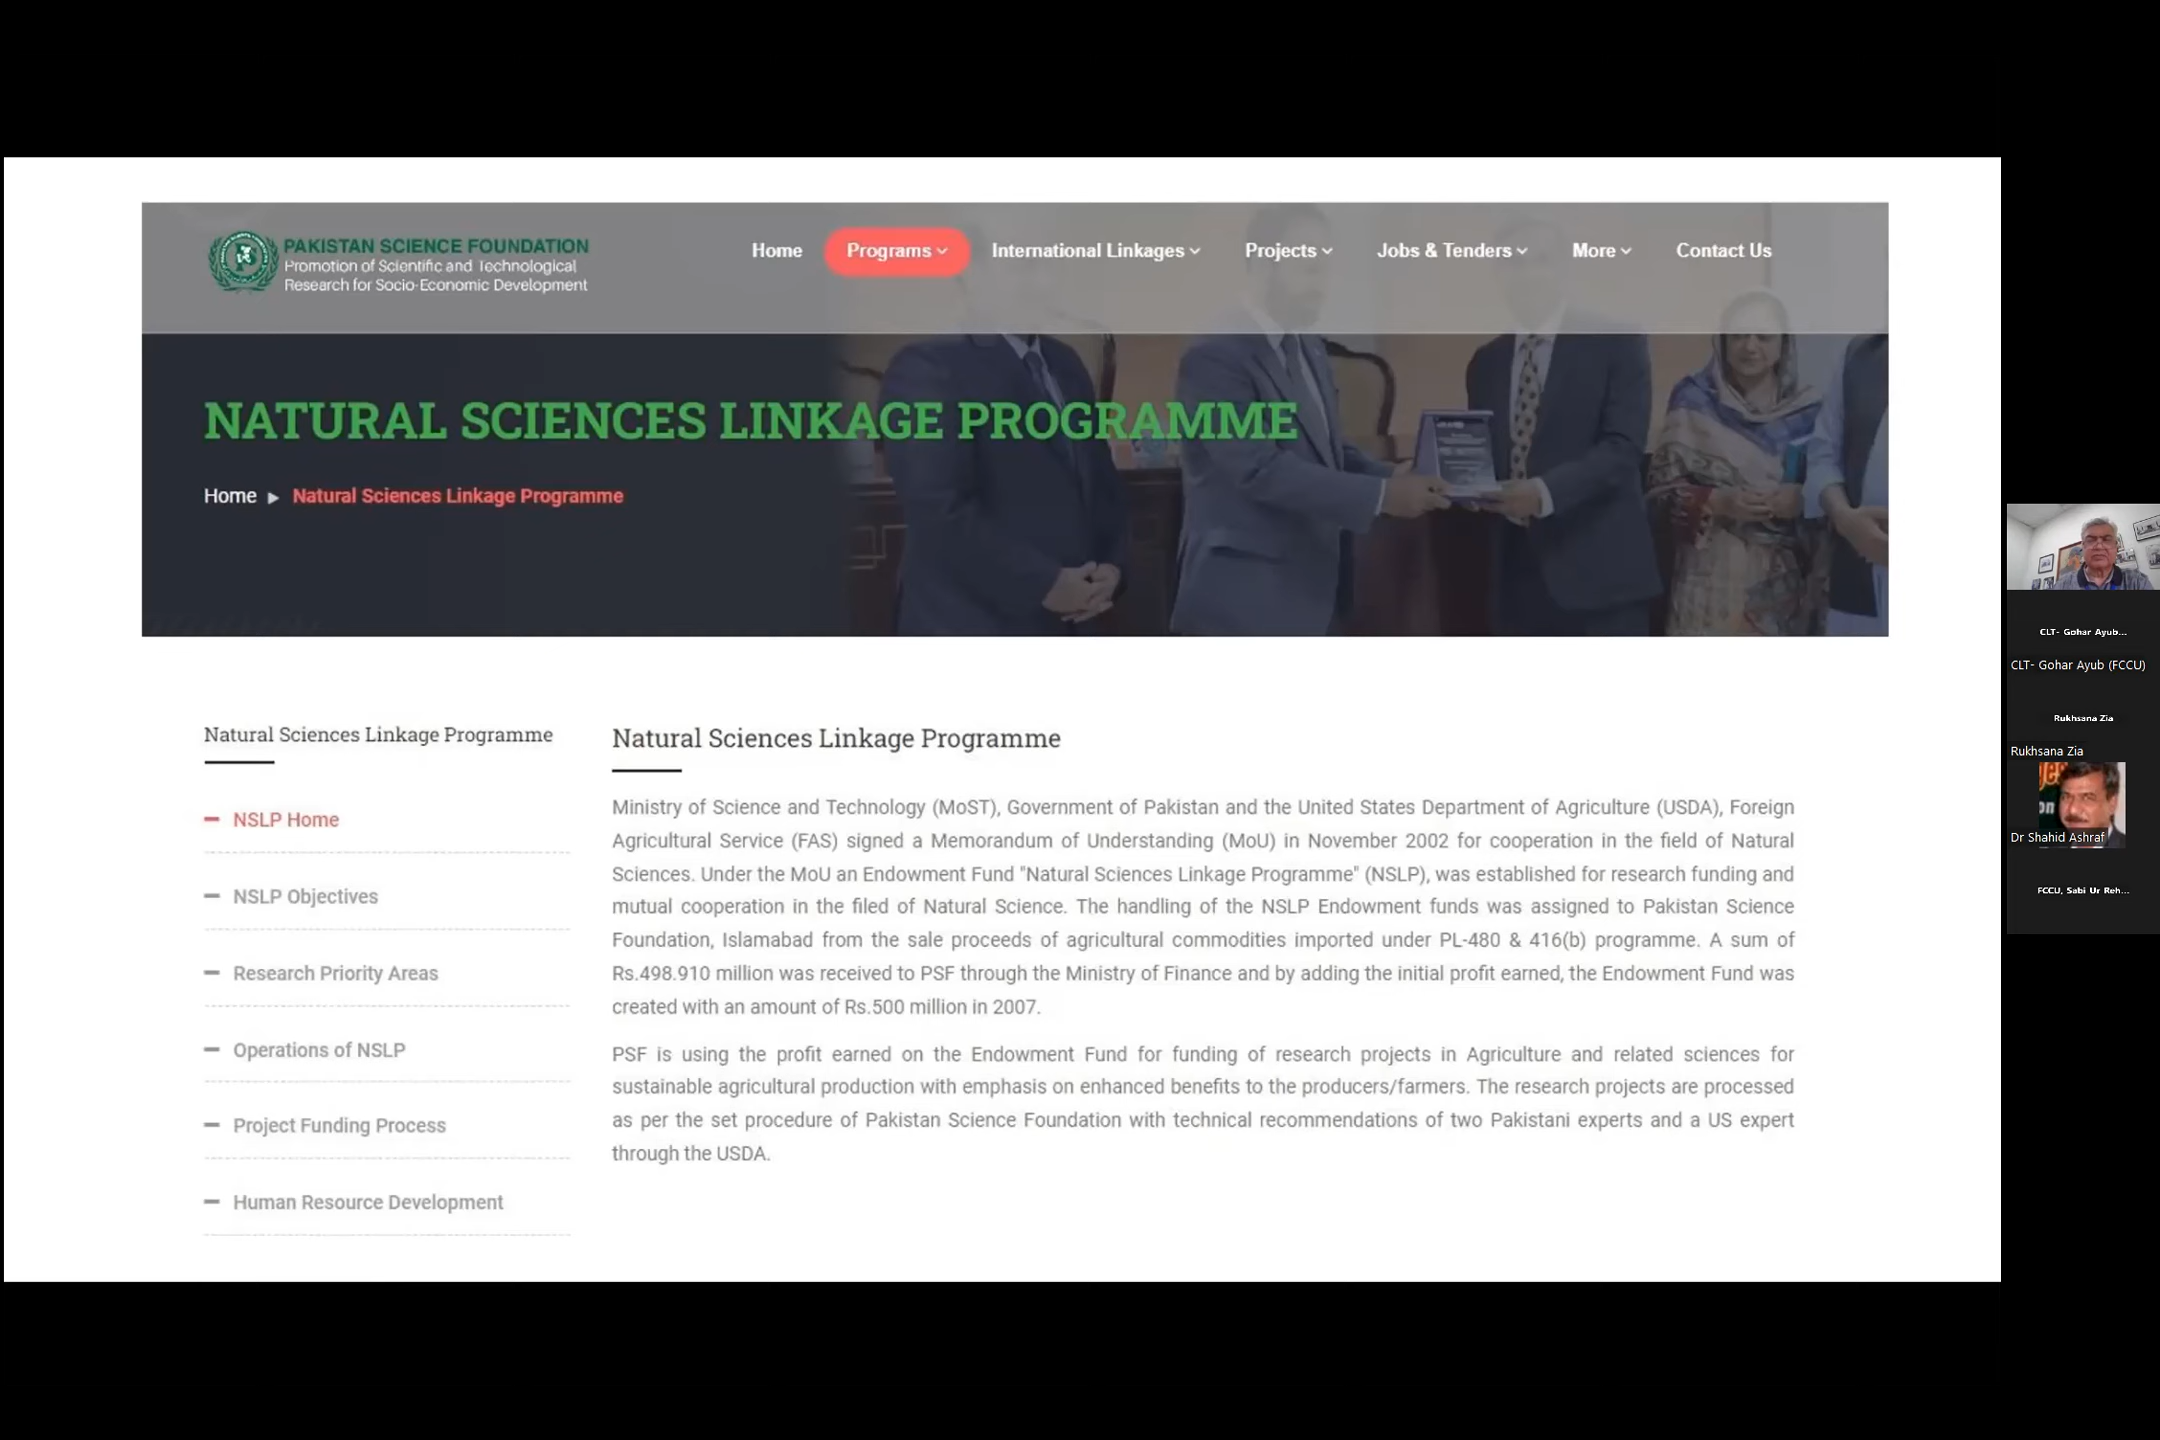 PAKISTAN SCIENCE FOUNDATION
Promotion of Scientific and Technological
Research for Socio-Economic Development
Home
Programs
International Linkages
Projects
Jobs & Tenders
More
Contact Us
NATURAL SCIENCES LINKAGE PROGRAMME
Home
Natural Sciences Linkage Programme
Natural Sciences Linkage Programme
NSLP Home
NSLP Objectives
Research Priority Areas
Operations of NSLP
Project Funding Process
Human Resource Development
Natural Sciences Linkage Programme
Ministry of Science and Technology (MoST), Government of Pakistan and the United States Department of Agriculture (USDA), Foreign
Agricultural Service (FAS) signed a Memorandum of Understanding (MoU) in November 2002 for cooperation in the field of Natural
Sciences. Under the MoU an Endowment Fund "Natural Sciences Linkage Programme" (NSLP), was established for research funding and
mutual cooperation in the filed of Natural Science. The handling of the NSLP Endowment funds was assigned to Pakistan Science
Foundation, Islamabad from the sale proceeds of agricultural commodities imported under PL-480 & 416(b) programme. A sum of
Rs.498.910 million was received to PSF through the Ministry of Finance and by adding the initial profit earned, the Endowment Fund was
created with an amount of Rs.500 million in 2007.
PSF is using the profit earned on the Endowment Fund for funding of research projects in Agriculture and related sciences for
sustainable agricultural production with emphasis on enhanced benefits to the producers/farmers. The research projects are processed
as per the set procedure of Pakistan Science Foundation with technical recommendations of two Pakistani experts and a US expert
through the USDA.
CLT- Gohar Ayub...
CLT- Gohar Ayub (FCCU)
Rukhsana Zia
Rukhsana Zia
Dr Shahid Ashraf
FCCU, Sabi Ur Reh...